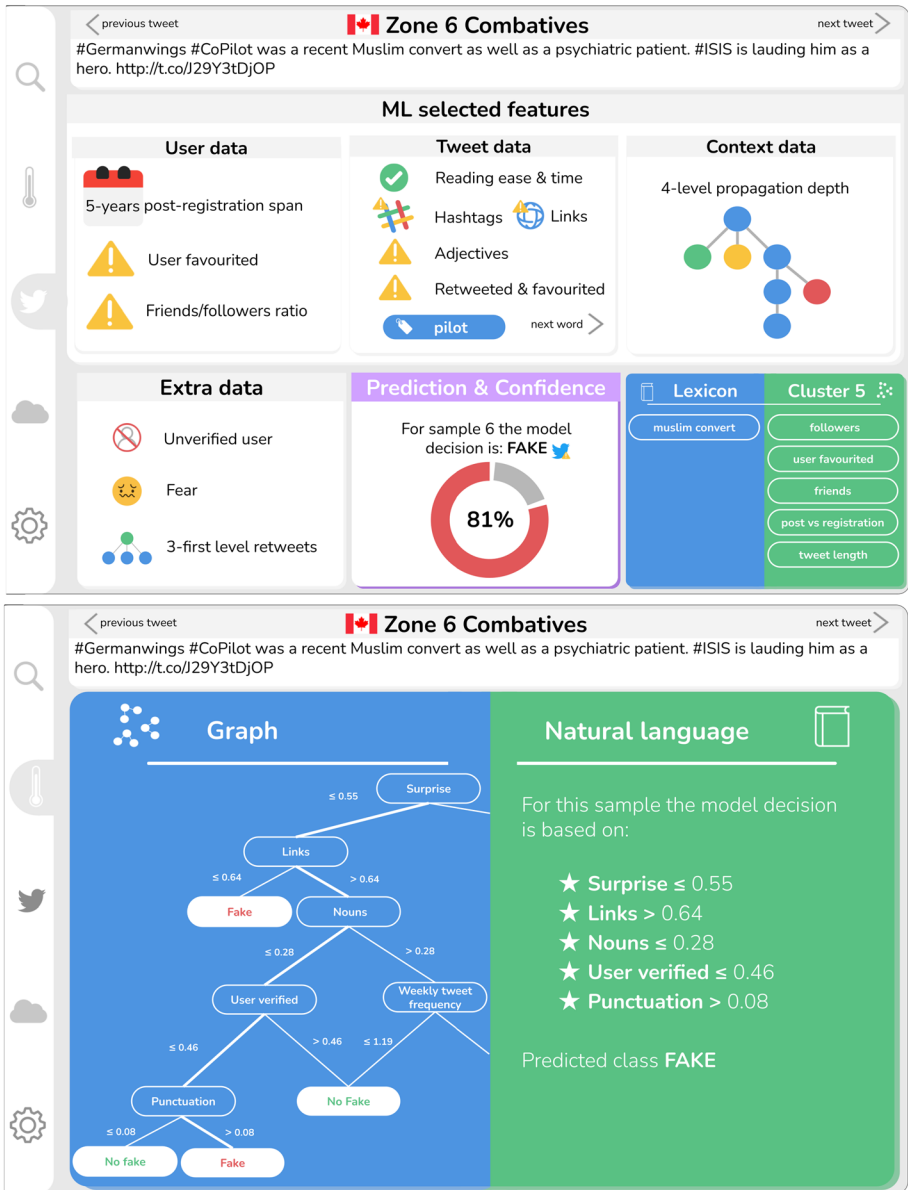 previous tweet
Zone 6 Combatives
next tweet
#Germanwings #CoPilot was a recent Muslim convert as well as a psychiatric patient. #ISIS is lauding him as a
hero. http://t.co/J29Y3tDjOP
ML selected features
User data
5-years post-registration span
User favourited
Friends/followers ratio
Tweet data
Reading ease & time
Hashtags
Links
Adjectives
Retweeted & favourited
pilot
next word
Context data
4-level propagation depth
Extra data
Unverified user
Fear
3-first level retweets
Prediction & Confidence
For sample 6 the model
decision is: FAKE
81%
Lexicon
muslim convert
Cluster 5
followers
user favourited
friends
post vs registration
tweet length
previous tweet
Zone 6 Combatives
next tweet
#Germanwings #CoPilot was a recent Muslim convert as well as a psychiatric patient. #ISIS is lauding him as a
hero. http://t.co/J29Y3tDjOP
Graph
Surprise
≤ 0.55
Links
≤ 0.64
> 0.64
Fake
Nouns
≤ 0.28
> 0.28
User verified
Weekly tweet
frequency
≤ 0.46
> 0.46
≤ 1.19
Punctuation
No Fake
≤ 0.08
> 0.08
No fake
Fake
Natural language
For this sample the model decision
is based on:
★ Surprise ≤ 0.55
★ Links > 0.64
★ Nouns ≤ 0.28
★ User verified ≤ 0.46
★ Punctuation > 0.08
Predicted class FAKE